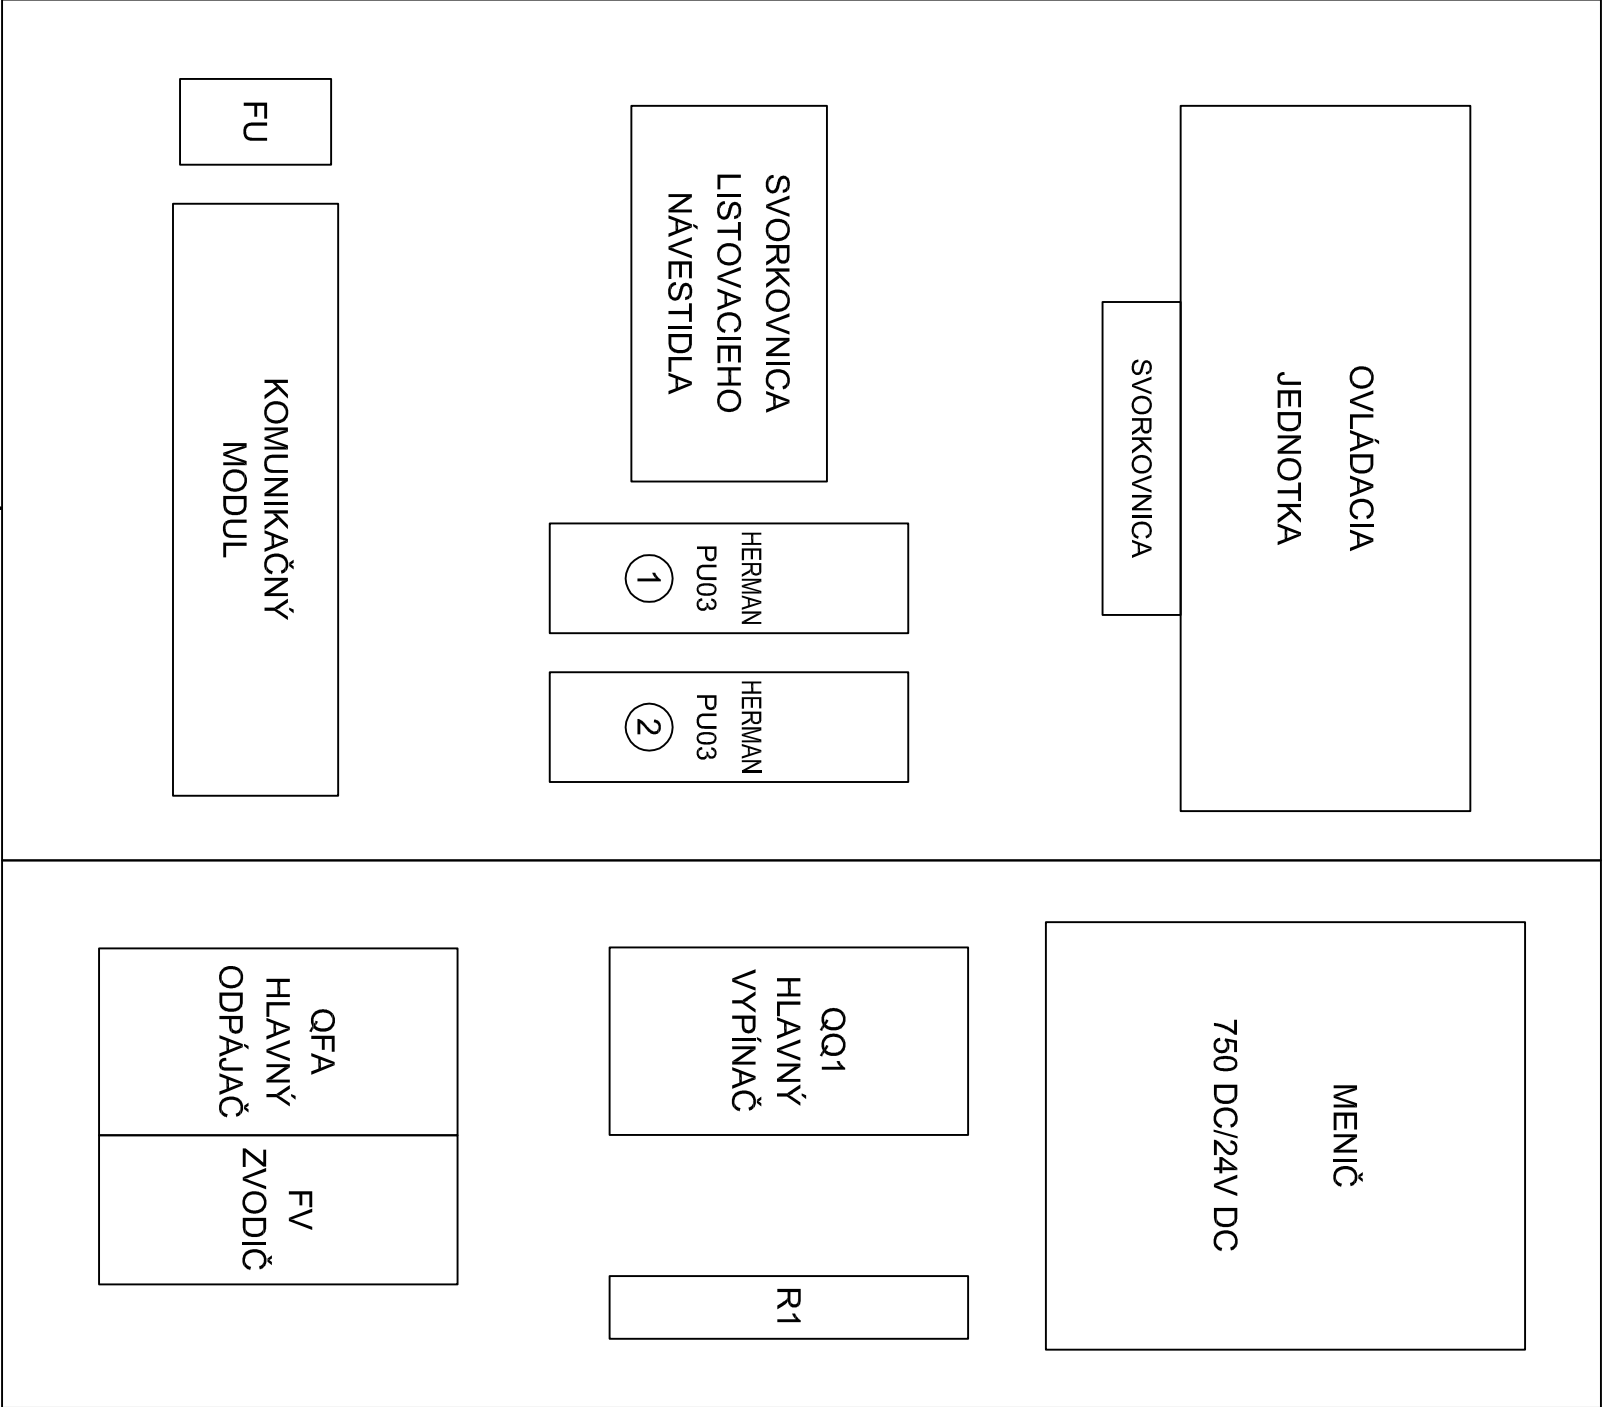 OVLÁDACIA
JEDNOTKA
SVORKOVNICA
SVORKOVNICA
LISTOVACIEHO
NÁVESTIDLA
HERMAN
PU03
1
HERMAN
PU03
2
FU
KOMUNIKAČNÝ
MODUL
MENIČ
750 DC/24V DC
QQ1
HLAVNÝ
VYPÍNAČ
R1
QFA
HLAVNÝ
ODPÁJAČ
FV
ZVODIČ